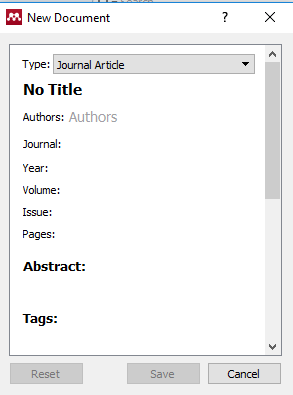 New Document
?
Type: Journal Article
No Title
Authors: Authors
Journal:
Year:
Volume:
Issue:
Pages:
Abstract:
Tags:
Reset Save Cancel